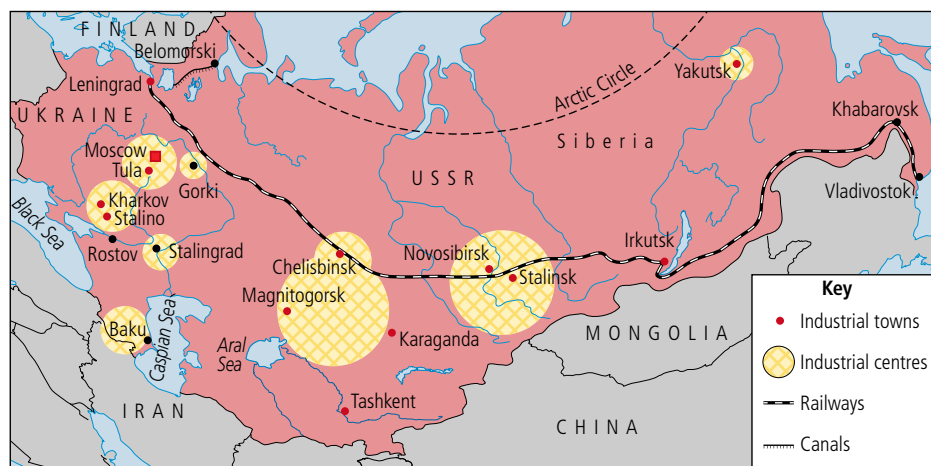 FINLAND
Belomorski
Leningrad
Arctic Circle
Yakutsk
Khabarovsk
UKRAINE
Siberia
Moscow
Tula
Gorki
USSR
Vladivostok
Kharkov
Stalino
Black Sea
Rostov
Stalingrad
Chelisbinsk
Novosibirsk
Irkutsk
Stalinsk
Magnitogorsk
Baku
Caspian Sea
Aral
Sea
Karaganda
MONGOLIA
Tashkent
IRAN
CHINA
Key
Industrial towns
Industrial centres
Railways
Canals